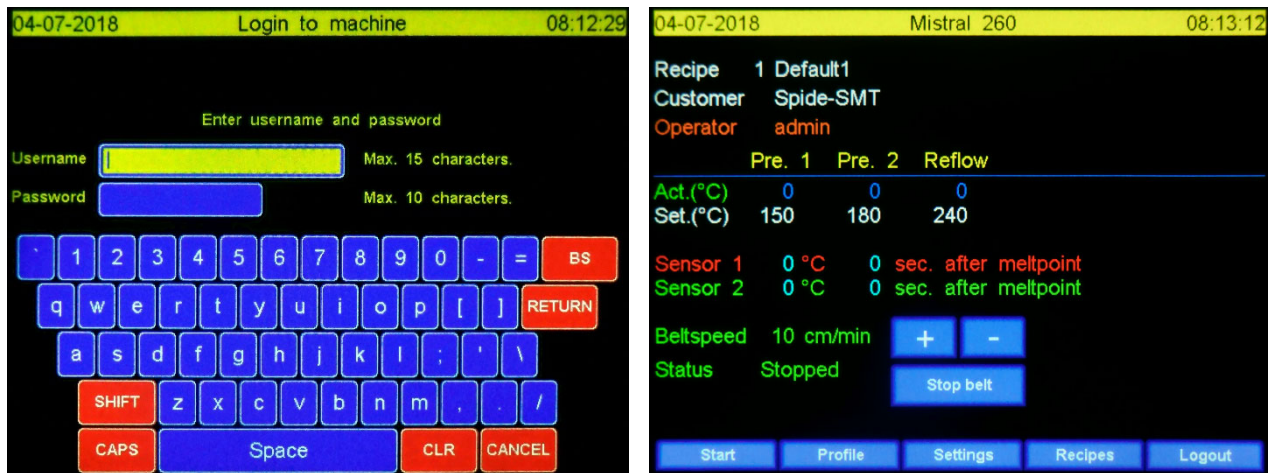 04-07-2018 Login to machine 08:12:29
Enter username and password
Username Max. 15 characters.
Password Max. 10 characters.
` 1 2 3 4 5 6 7 8 9 0 - = BS
q w e r t y u i o p [ ] RETURN
a s d f g h j k l ; ' \
SHIFT z x c v b n m , . /
CAPS Space CLR CANCEL
04-07-2018 Mistral 260 08:13:12
Recipe 1 Default1
Customer Spide-SMT
Operator admin
Pre. 1 Pre. 2 Reflow
Act.(°C) 0 0 0
Set.(°C) 150 180 240
Sensor 1 0 °C 0 sec. after meltpoint
Sensor 2 0 °C 0 sec. after meltpoint
Beltspeed 10 cm/min + -
Status Stopped
Stop belt
Start Profile Settings Recipes Logout